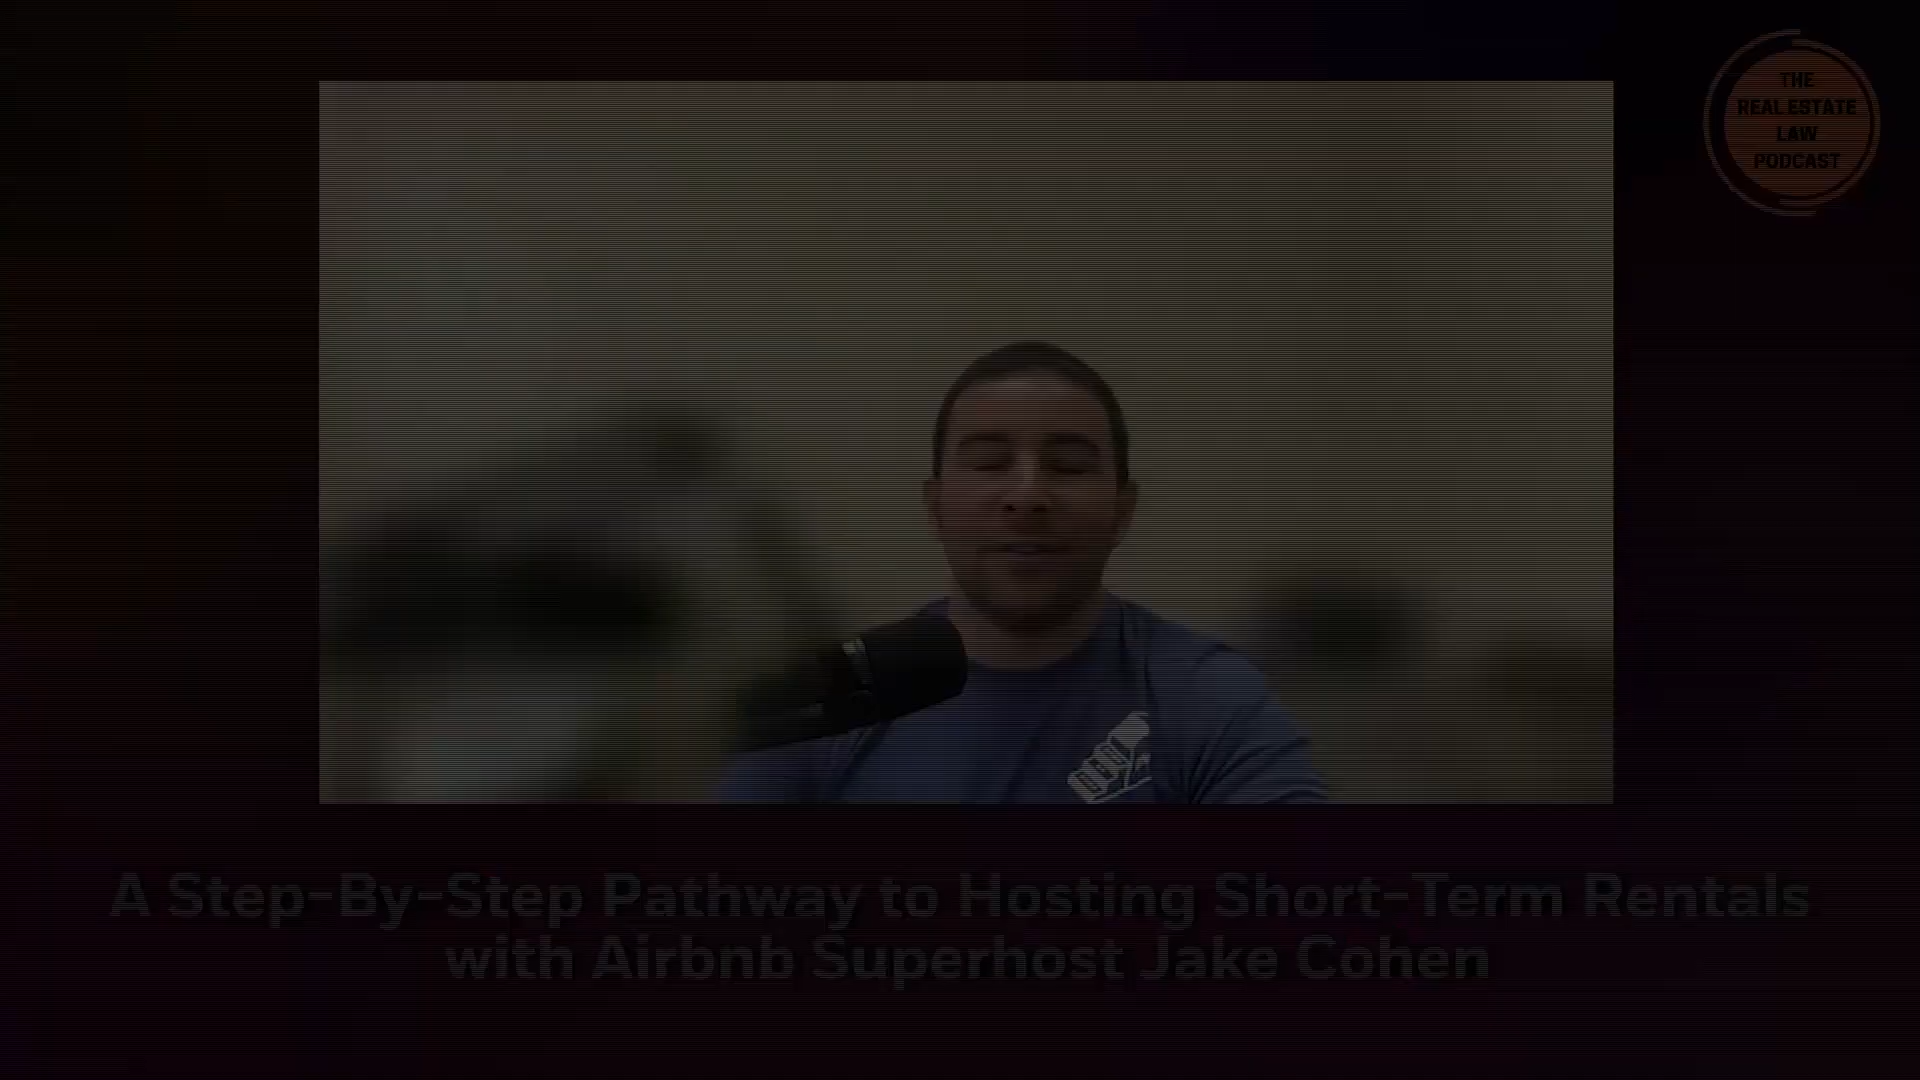 THE
REAL ESTATE
LAW
PODCAST
A Step-By-Step Pathway to Hosting Short-Term Rentals
with Airbnb Superhost Jake Cohen